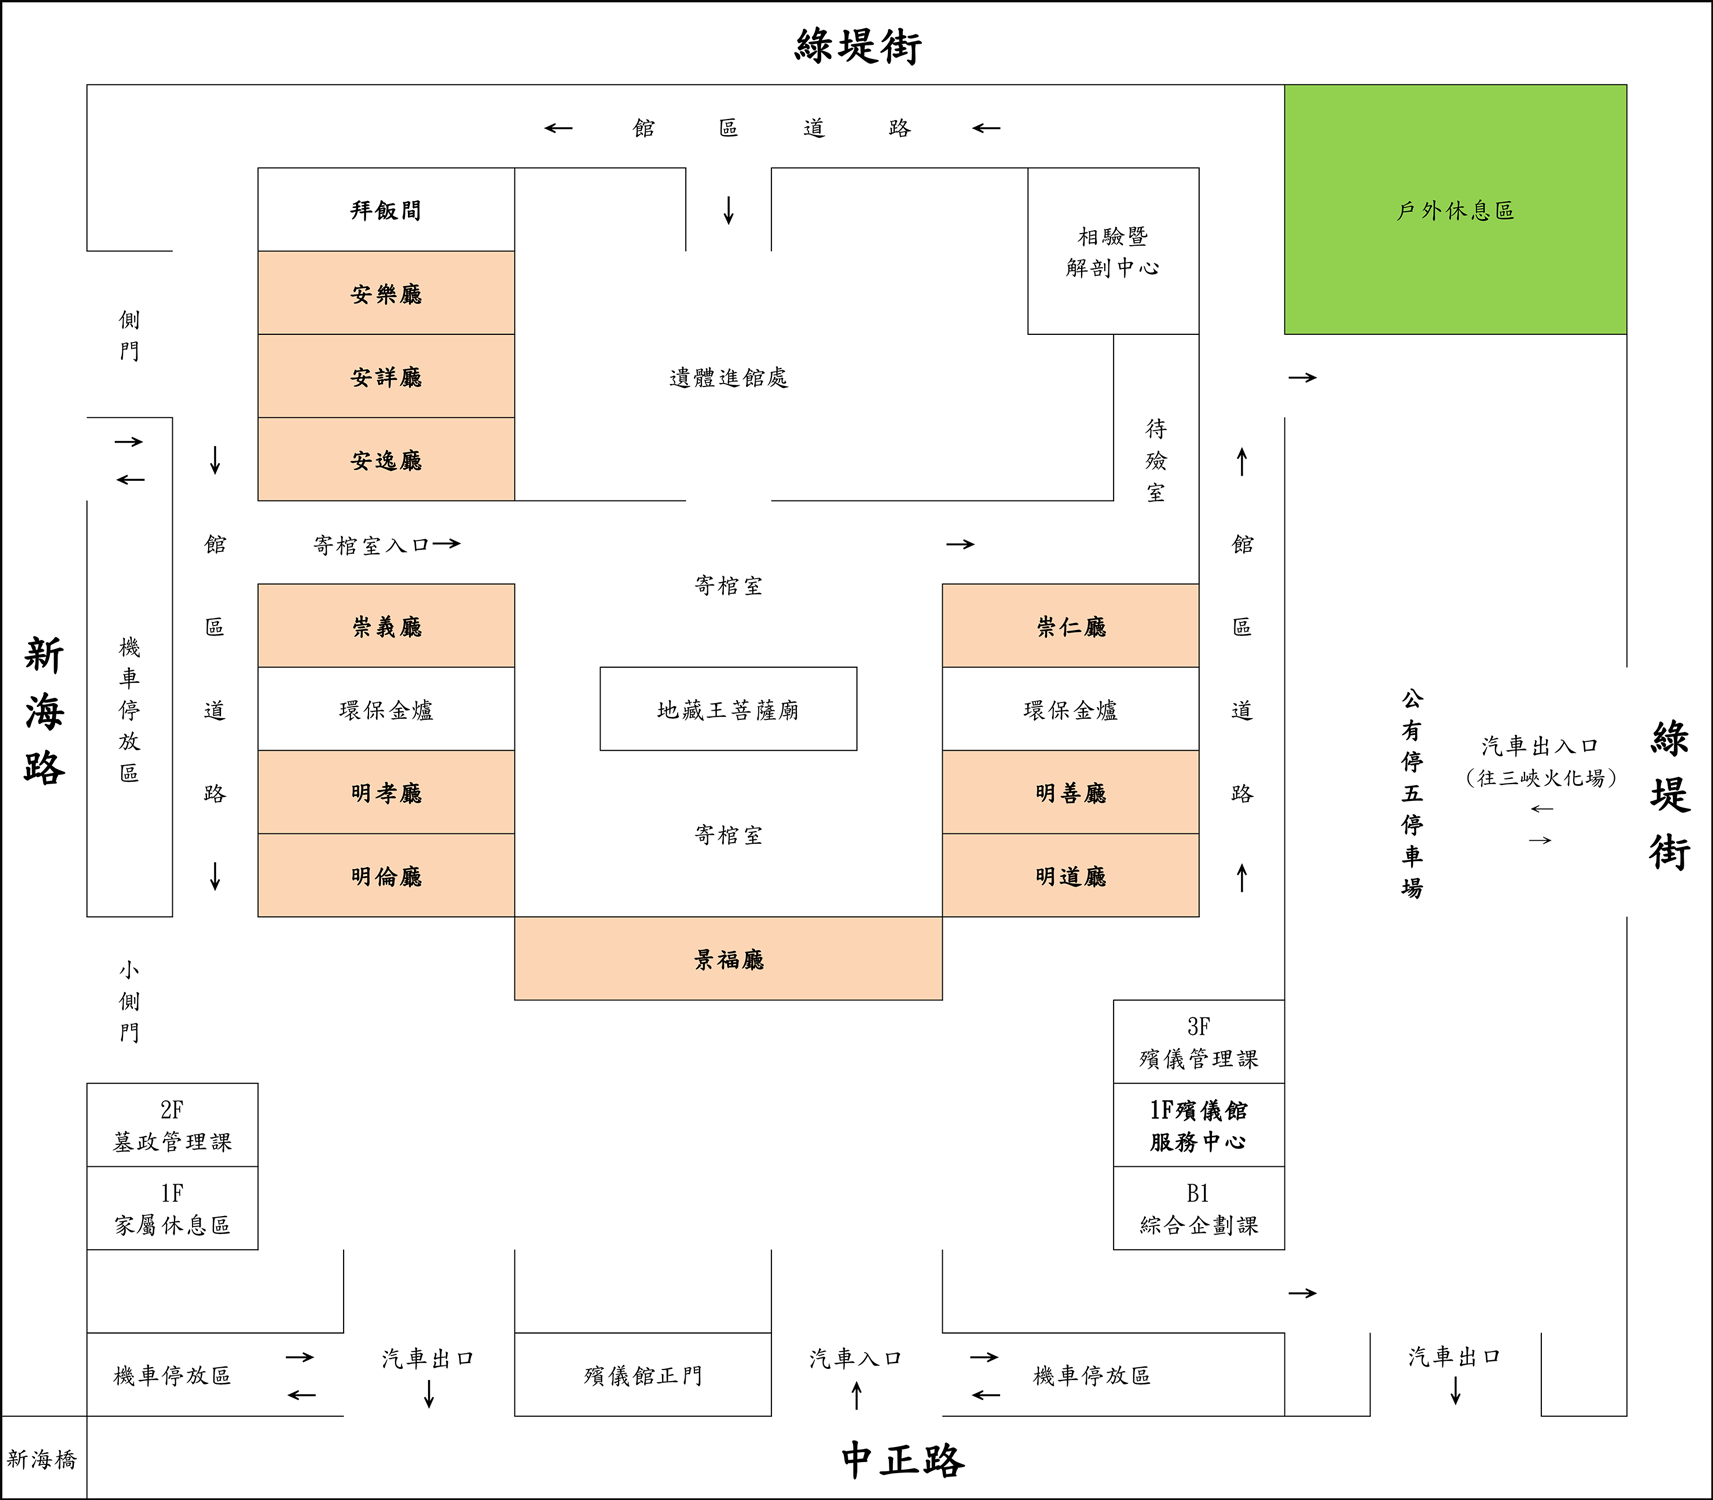 綠堤街
←　館區道路　←
拜飯間
↓
相驗暨
解剖中心
戶外休息區
安樂廳
側門
安詳廳
遺體進館處
→
安逸廳
→
←
↓
待殮室
↑
館區道路
寄棺室入口→
→
館區道路
寄棺室
崇義廳
崇仁廳
新海路
機車停放區
環保金爐
地藏王菩薩廟
環保金爐
公有停五停車場
汽車出入口
(往三峽火化場)
←
→
綠堤街
明孝廳
寄棺室
明善廳
↓
明倫廳
明道廳
↑
景福廳
小側門
3F
殯儀管理課
2F
墓政管理課
1F殯儀館
服務中心
1F
家屬休息區
B1
綜合企劃課
→
機車停放區
→
←
汽車出口
↓
殯儀館正門
汽車入口
↑
→
←
機車停放區
汽車出口
↓
新海橋
中正路